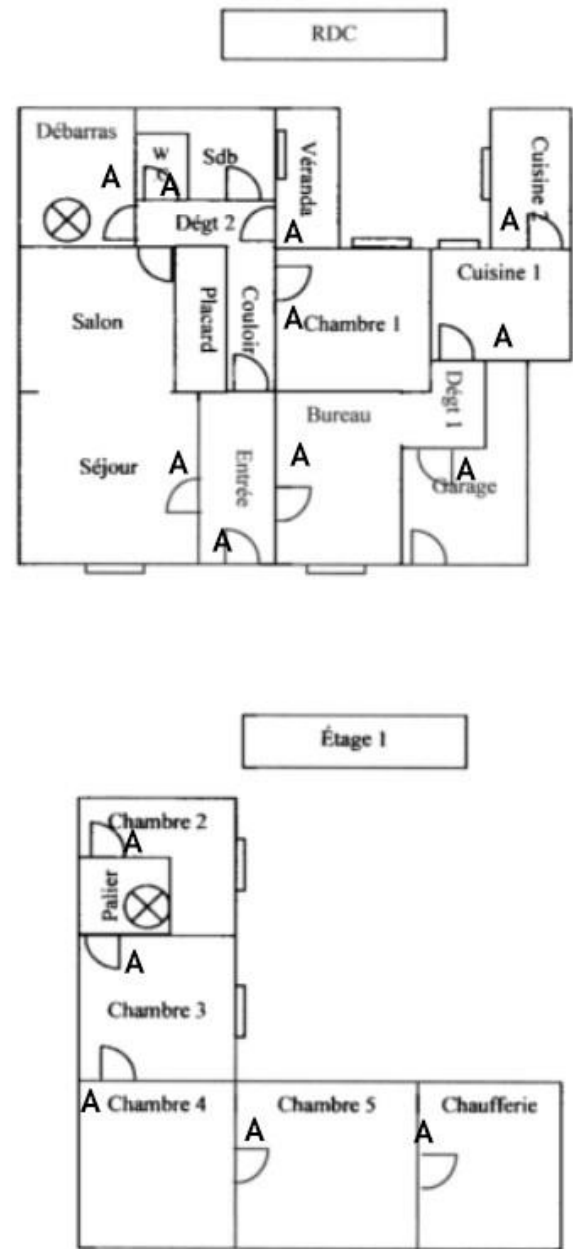 RDC
Débarras
A
W
C
A
Sdb
Véranda
A
Cuisine 2
A
Dégt 2
Salon
Placard
Couloir
A
Chambre 1
Cuisine 1
A
Séjour
A
Entrée
A
Bureau
A
Dégt 1
A
Garage
Étage 1
Chambre 2
A
Palier
A
Chambre 3
A
Chambre 4
Chambre 5
A
Chaufferie
A